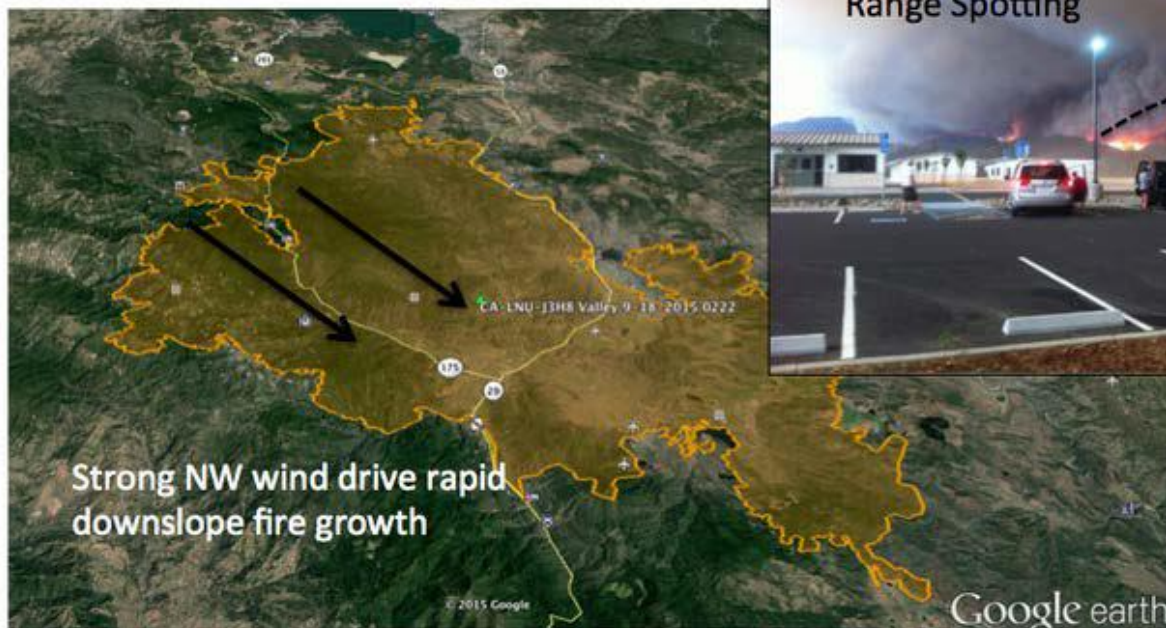 Range Spotting
CA-LNU-J3H8 Valley 9-18-2015 0222
175
29
Strong NW wind drive rapid
downslope fire growth
© 2015 Google
Google earth